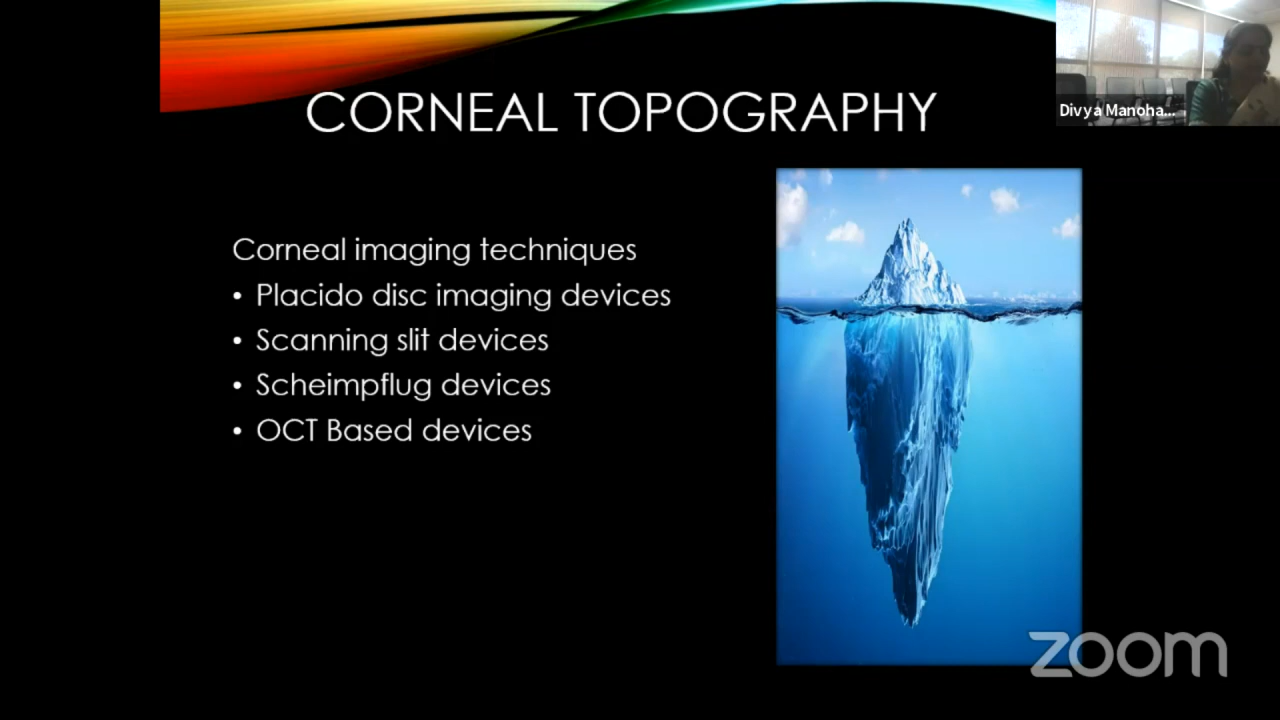 CORNEAL TOPOGRAPHY
Divya Manoha...
Corneal imaging techniques
• Placido disc imaging devices
• Scanning slit devices
• Scheimpflug devices
• OCT Based devices
zoom